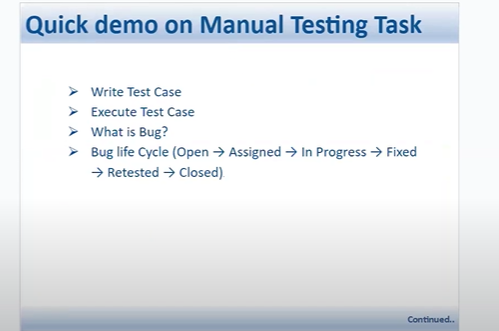 Quick demo on Manual Testing Task
➢ Write Test Case
➢ Execute Test Case
➢ What is Bug?
➢ Bug life Cycle (Open → Assigned → In Progress → Fixed
→ Retested → Closed)
Continued..